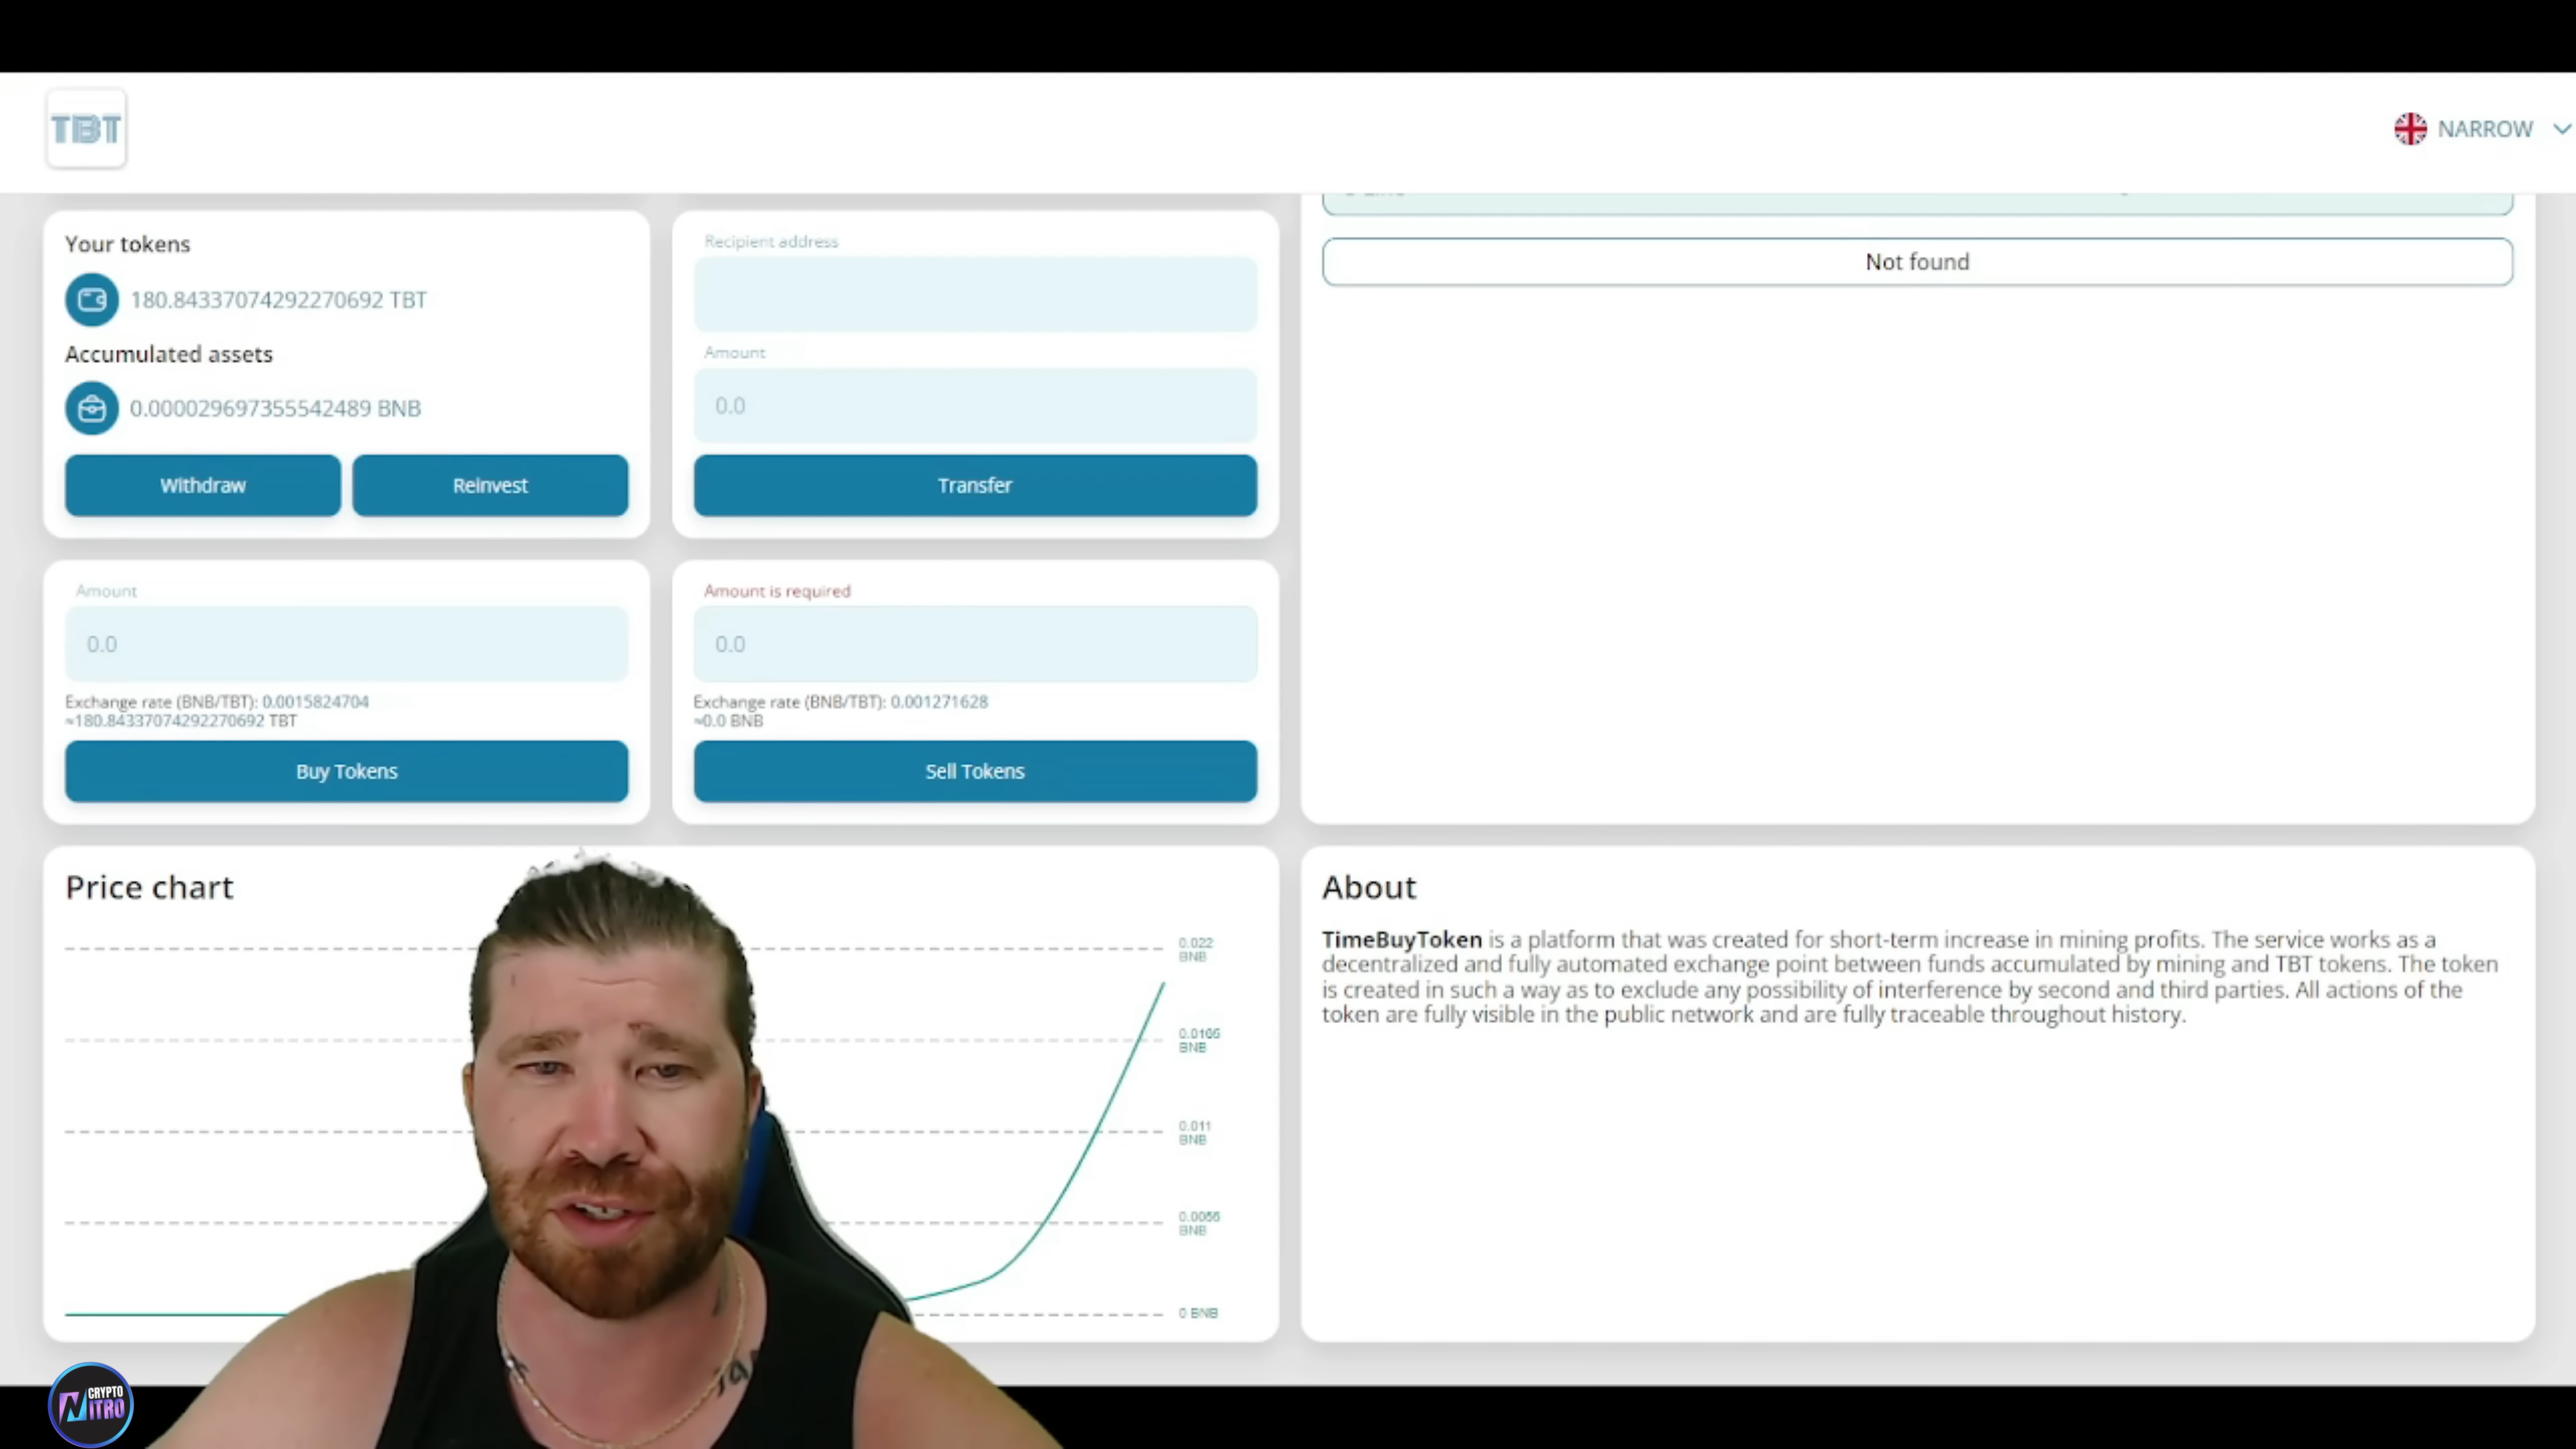 TBT
NARROW
Not found
Your tokens
180.84337074292270692 TBT
Accumulated assets
0.000029697355542489 BNB
Withdraw
Reinvest
Recipient address
Amount
0.0
Transfer
Amount
0.0
Exchange rate (BNB/TBT): 0.0015824704
≈180.84337074292270692 TBT
Buy Tokens
Amount is required
0.0
Exchange rate (BNB/TBT): 0.001271628
≈0.0 BNB
Sell Tokens
Price chart
0.022
BNB
0.0165
BNB
0.011
BNB
0.0055
BNB
0 BNB
About
TimeBuyToken is a platform that was created for short-term increase in mining profits. The service works as a
decentralized and fully automated exchange point between funds accumulated by mining and TBT tokens. The token
is created in such a way as to exclude any possibility of interference by second and third parties. All actions of the
token are fully visible in the public network and are fully traceable throughout history.
CRYPTO
NITRO